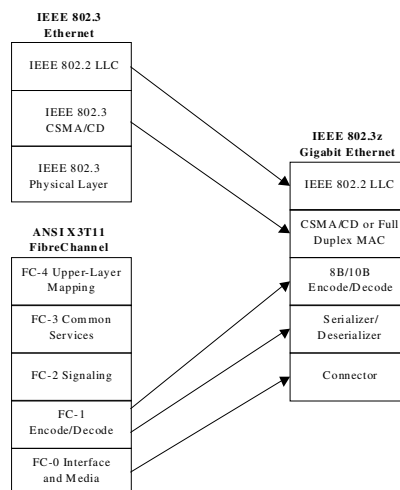 IEEE 802.3
Ethernet
IEEE 802.2 LLC
IEEE 802.3
CSMA/CD
IEEE 802.3
Physical Layer
ANSI X3T11
FibreChannel
FC-4 Upper-Layer
Mapping
FC-3 Common
Services
FC-2 Signaling
FC-1
Encode/Decode
FC-0 Interface
and Media
IEEE 802.3z
Gigabit Ethernet
IEEE 802.2 LLC
CSMA/CD or Full
Duplex MAC
8B/10B
Encode/Decode
Serializer/
Deserializer
Connector